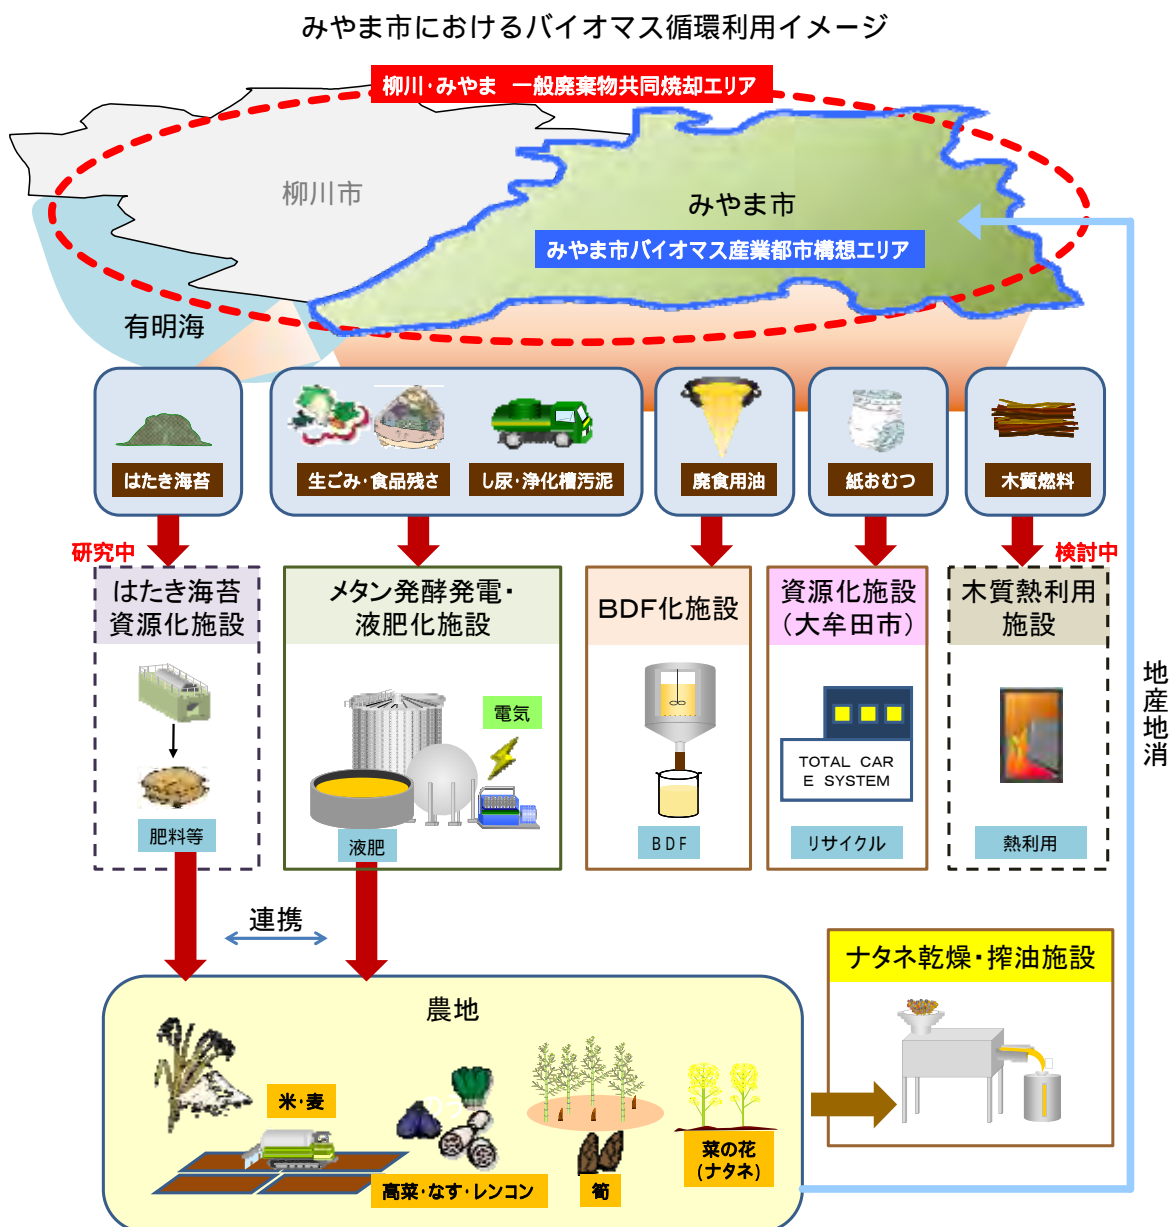 みやま市におけるバイオマス循環利用イメージ
柳川・みやま　一般廃棄物共同焼却エリア
柳川市
みやま市
みやま市バイオマス産業都市構想エリア
有明海
はたき海苔
生ごみ・食品残さ
し尿・浄化槽汚泥
廃食用油
紙おむつ
木質燃料
研究中
検討中
はたき海苔
資源化施設
メタン発酵発電・
液肥化施設
BDF化施設
資源化施設
(大牟田市)
木質熱利用
施設
電気
TOTAL CAR
E SYSTEM
肥料等
液肥
BDF
リサイクル
熱利用
地産地消
連携
農地
米・麦
高菜・なす・レンコン
筍
菜の花
(ナタネ)
ナタネ乾燥・搾油施設